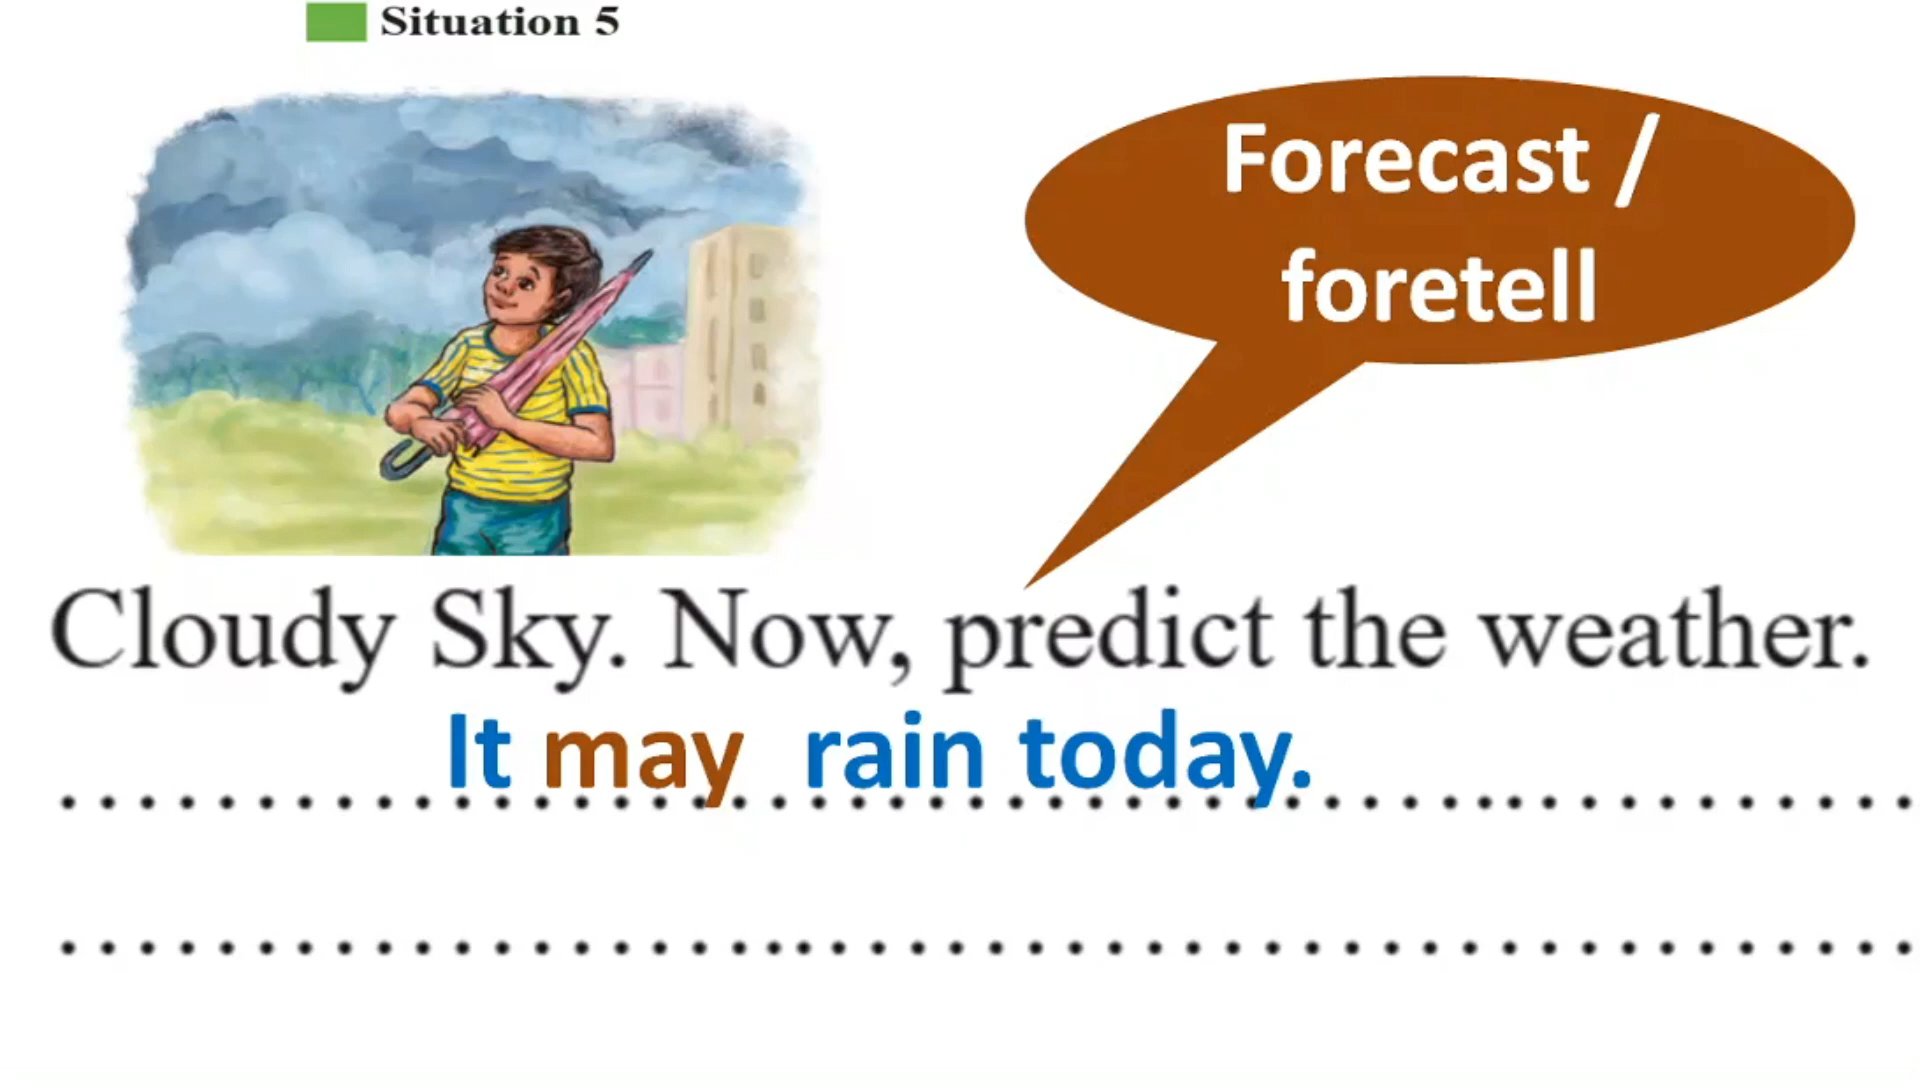 Situation 5
Forecast /
foretell
Cloudy Sky. Now, predict the weather.
It may rain today.